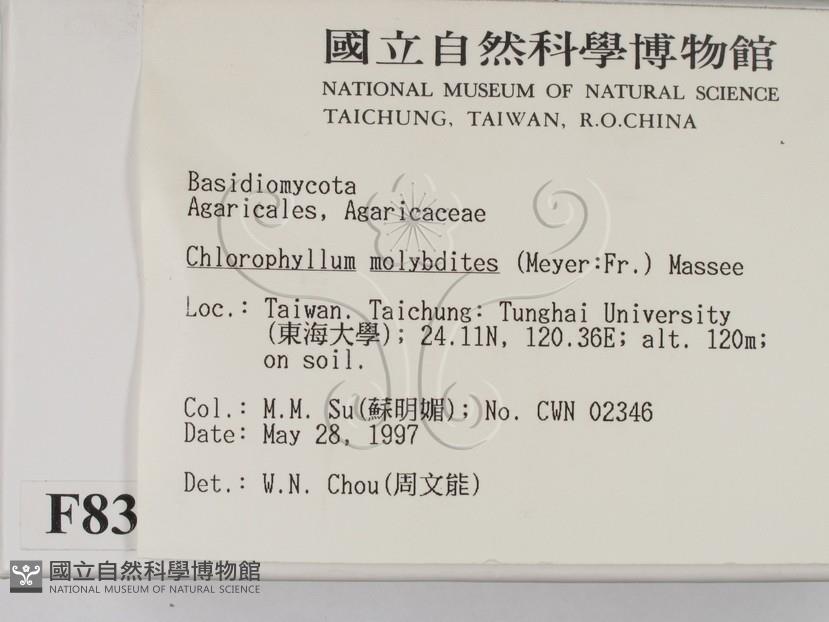 國立自然科學博物館
NATIONAL MUSEUM OF NATURAL SCIENCE
TAICHUNG, TAIWAN, R.O.CHINA
Basidiomycota
Agaricales, Agaricaceae
Chlorophyllum molybdites (Meyer:Fr.) Massee
Loc.: Taiwan. Taichung: Tunghai University
(東海大學); 24.11N, 120.36E; alt. 120m;
on soil.
Col.: M.M. Su(蘇明媚); No. CWN 02346
Date: May 28, 1997
Det.: W.N. Chou(周文能)
F83
國立自然科學博物館
NATIONAL MUSEUM OF NATURAL SCIENCE